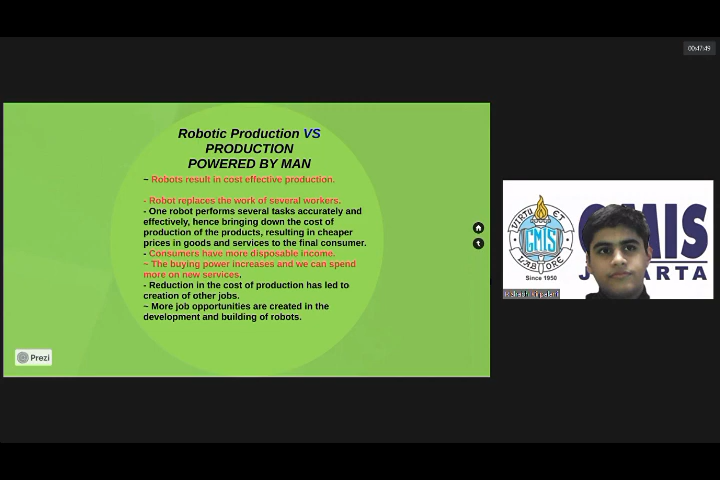 00:47:49
Robotic Production VS
PRODUCTION
POWERED BY MAN
~ Robots result in cost effective production.
- Robot replaces the work of several workers.
- One robot performs several tasks accurately and
effectively, hence bringing down the cost of
production of the products, resulting in cheaper
prices in goods and services to the final consumer.
- Consumers have more disposable income.
~ The buying power increases and we can spend
more on new services.
- Reduction in the cost of production has led to
creation of other jobs.
~ More job opportunities are created in the
development and building of robots.
Prezi
VIRTUS ET
GMIS
LABORE
Since 1950
GMIS